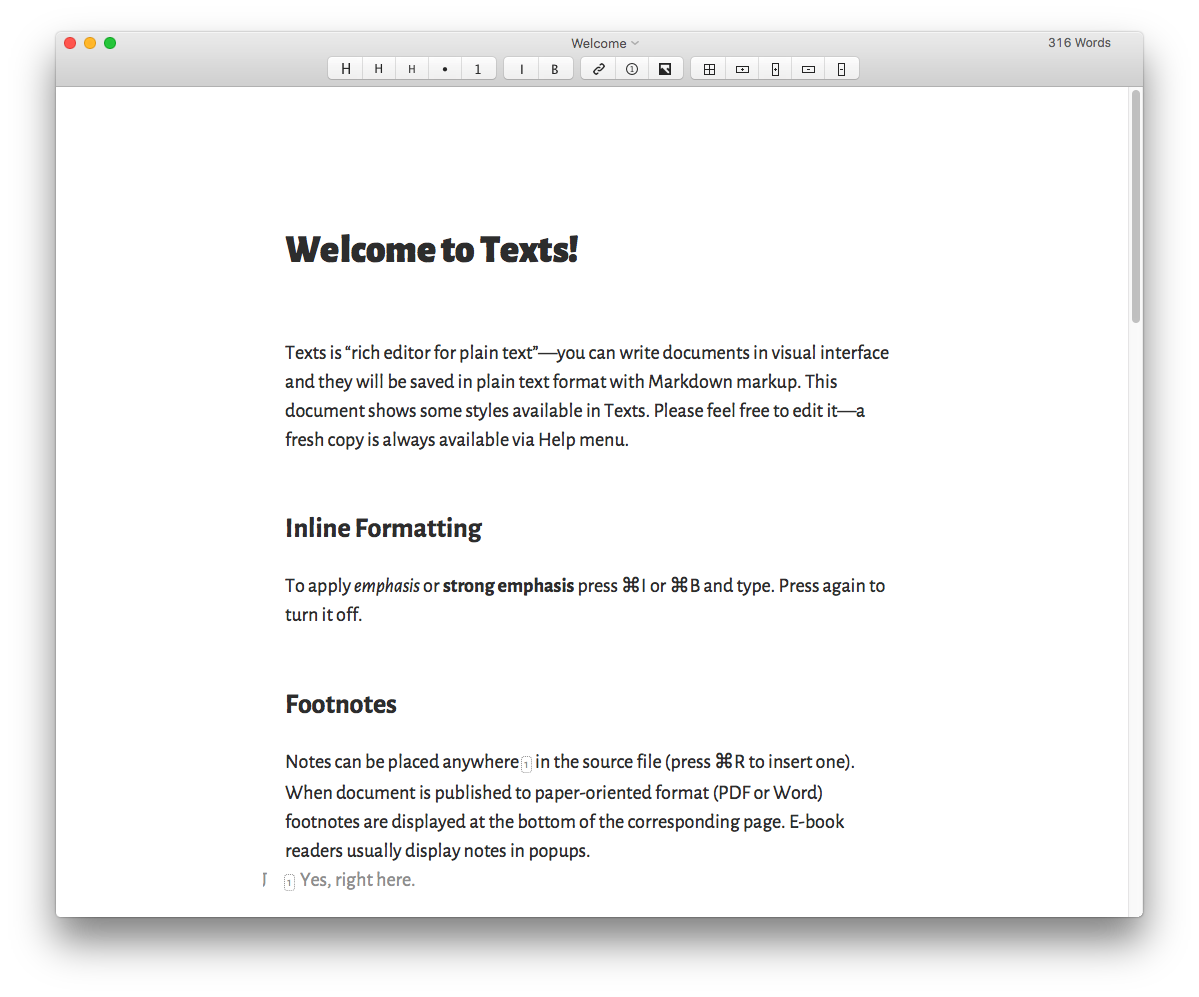 Welcome
316 Words
H H H • 1 I B 1
Welcome to Texts!
Texts is “rich editor for plain text”—you can write documents in visual interface
and they will be saved in plain text format with Markdown markup. This
document shows some styles available in Texts. Please feel free to edit it—a
fresh copy is always available via Help menu.
Inline Formatting
To apply emphasis or strong emphasis press ⌘I or ⌘B and type. Press again to
turn it off.
Footnotes
Notes can be placed anywhere 1 in the source file (press ⌘R to insert one).
When document is published to paper-oriented format (PDF or Word)
footnotes are displayed at the bottom of the corresponding page. E-book
readers usually display notes in popups.
1 Yes, right here.